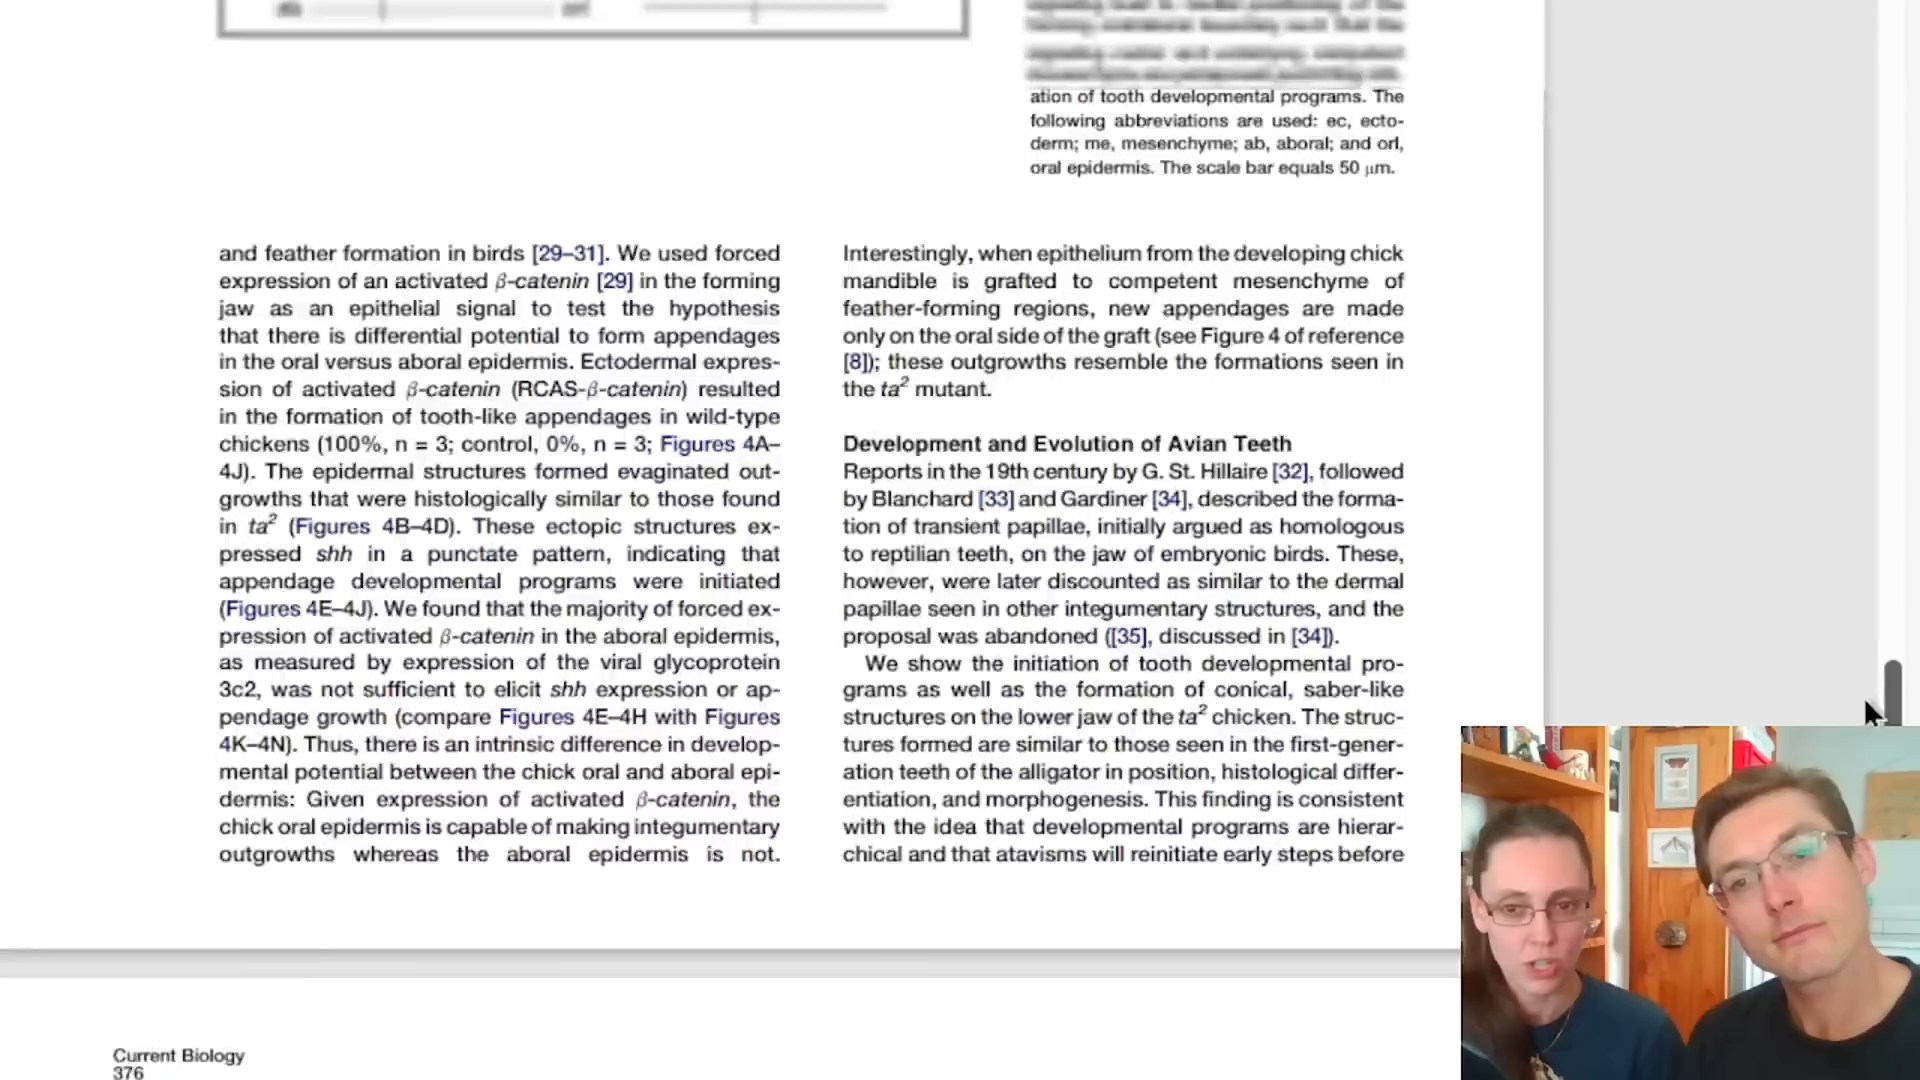 ation of tooth developmental programs. The
following abbreviations are used: ec, ecto-
derm; me, mesenchyme; ab, aboral; and orl,
oral epidermis. The scale bar equals 50 μm.
and feather formation in birds [29–31]. We used forced
expression of an activated β-catenin [29] in the forming
jaw as an epithelial signal to test the hypothesis
that there is differential potential to form appendages
in the oral versus aboral epidermis. Ectodermal expres-
sion of activated β-catenin (RCAS-β-catenin) resulted
in the formation of tooth-like appendages in wild-type
chickens (100%, n = 3; control, 0%, n = 3; Figures 4A–
4J). The epidermal structures formed evaginated out-
growths that were histologically similar to those found
in ta² (Figures 4B–4D). These ectopic structures ex-
pressed shh in a punctate pattern, indicating that
appendage developmental programs were initiated
(Figures 4E–4J). We found that the majority of forced ex-
pression of activated β-catenin in the aboral epidermis,
as measured by expression of the viral glycoprotein
3c2, was not sufficient to elicit shh expression or ap-
pendage growth (compare Figures 4E–4H with Figures
4K–4N). Thus, there is an intrinsic difference in develop-
mental potential between the chick oral and aboral epi-
dermis: Given expression of activated β-catenin, the
chick oral epidermis is capable of making integumentary
outgrowths whereas the aboral epidermis is not.
Interestingly, when epithelium from the developing chick
mandible is grafted to competent mesenchyme of
feather-forming regions, new appendages are made
only on the oral side of the graft (see Figure 4 of reference
[8]); these outgrowths resemble the formations seen in
the ta² mutant.
Development and Evolution of Avian Teeth
Reports in the 19th century by G. St. Hillaire [32], followed
by Blanchard [33] and Gardiner [34], described the forma-
tion of transient papillae, initially argued as homologous
to reptilian teeth, on the jaw of embryonic birds. These,
however, were later discounted as similar to the dermal
papillae seen in other integumentary structures, and the
proposal was abandoned ([35], discussed in [34]).
We show the initiation of tooth developmental pro-
grams as well as the formation of conical, saber-like
structures on the lower jaw of the ta² chicken. The struc-
tures formed are similar to those seen in the first-gener-
ation teeth of the alligator in position, histological differ-
entiation, and morphogenesis. This finding is consistent
with the idea that developmental programs are hierar-
chical and that atavisms will reinitiate early steps before
Current Biology
376